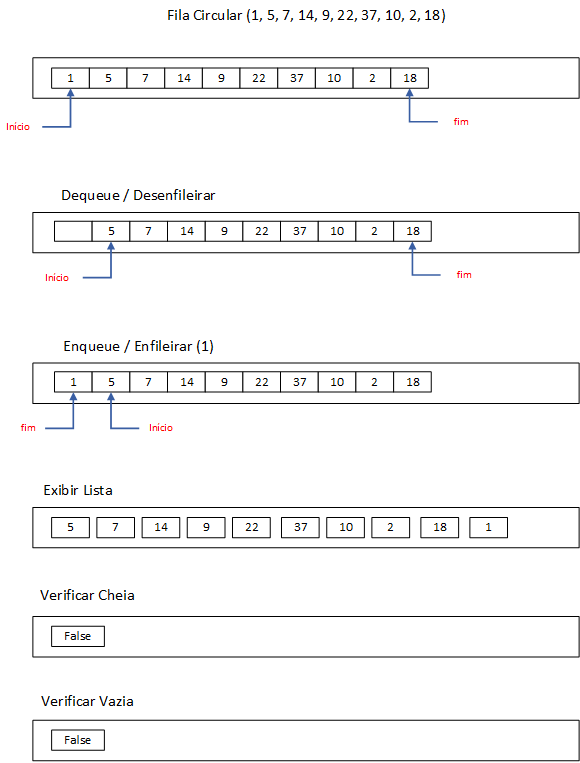 Fila Circular (1, 5, 7, 14, 9, 22, 37, 10, 2, 18)
1 5 7 14 9 22 37 10 2 18
Início fim
Dequeue / Desenfileirar
5 7 14 9 22 37 10 2 18
Início fim
Enqueue / Enfileirar (1)
1 5 7 14 9 22 37 10 2 18
fim Início
Exibir Lista
5 7 14 9 22 37 10 2 18 1
Verificar Cheia
False
Verificar Vazia
False